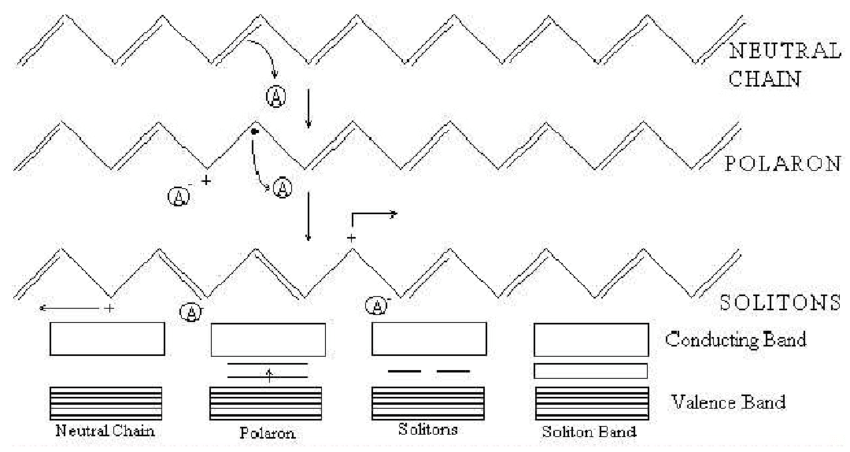 NEUTRAL
CHAIN
A
POLARON
A- +
A
+
SOLITONS
+
A-
A-
Conducting Band
Valence Band
Neutral Chain
Polaron
Solitons
Soliton Band